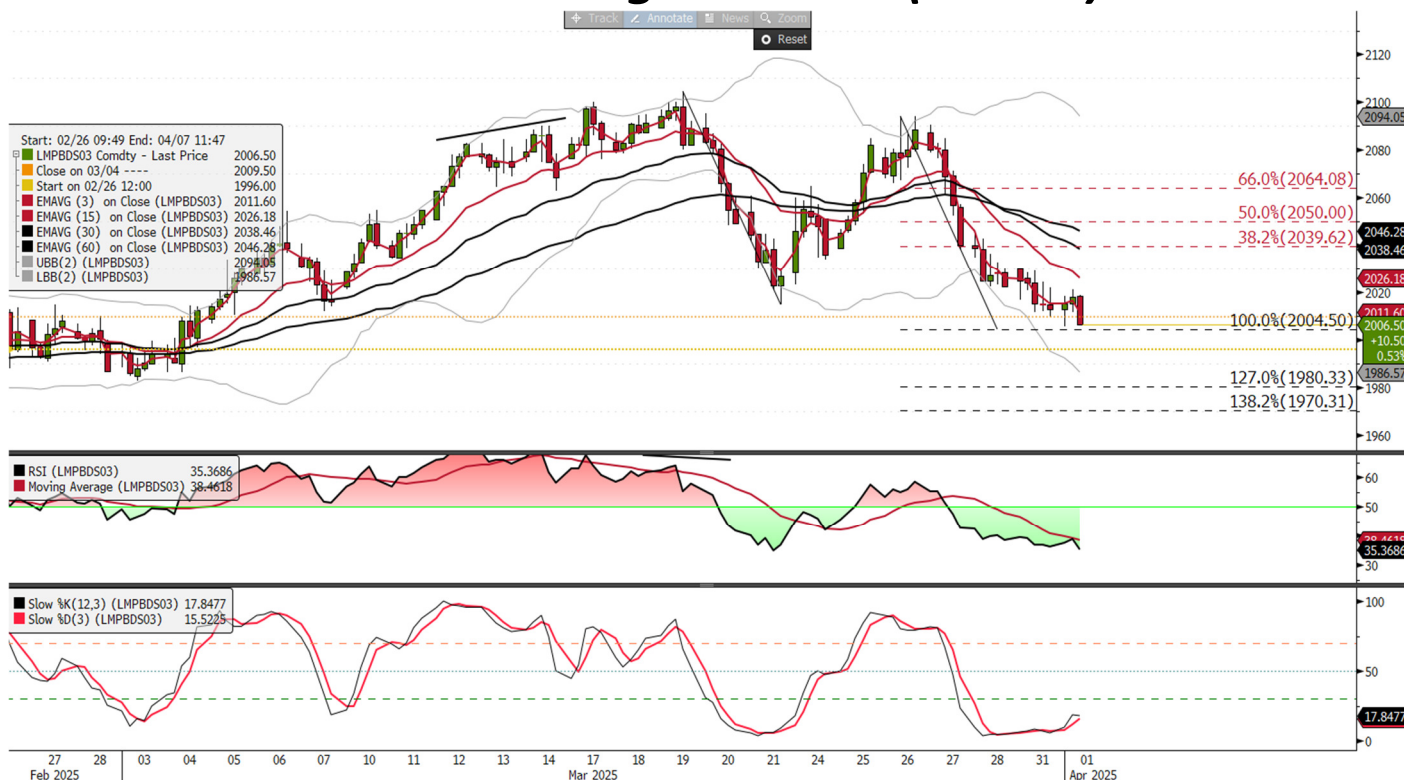 Track Annotate News Zoom
Reset
Start: 02/26 09:49 End: 04/07 11:47
LMPBDS03 Comdty - Last Price 2006.50
Close on 03/04 ---- 2009.50
Start on 02/26 12:00 1996.00
EMAVG (3) on Close (LMPBDS03) 2011.60
EMAVG (15) on Close (LMPBDS03) 2026.18
EMAVG (30) on Close (LMPBDS03) 2038.46
EMAVG (60) on Close (LMPBDS03) 2046.28
UBB(2) (LMPBDS03) 2094.05
LBB(2) (LMPBDS03) 1986.57
66.0%(2064.08)
50.0%(2050.00)
38.2%(2039.62)
100.0%(2004.50)
127.0%(1980.33)
138.2%(1970.31)
2120
2100
2094.05
2080
2060
2046.28
2038.46
2026.18
2020
2011.60
2006.50
+10.50
0.53%
1986.57
1980
1960
RSI (LMPBDS03) 35.3686
Moving Average (LMPBDS03) 38.4618
60
50
38.4618
35.3686
30
Slow %K(12,3) (LMPBDS03) 17.8477
Slow %D(3) (LMPBDS03) 15.5225
100
50
17.8477
0
27 28 03 04 05 06 07 10 11 12 13 14 17 18 19 20 21 24 25 26 27 28 31 01
Feb 2025 Mar 2025 Apr 2025